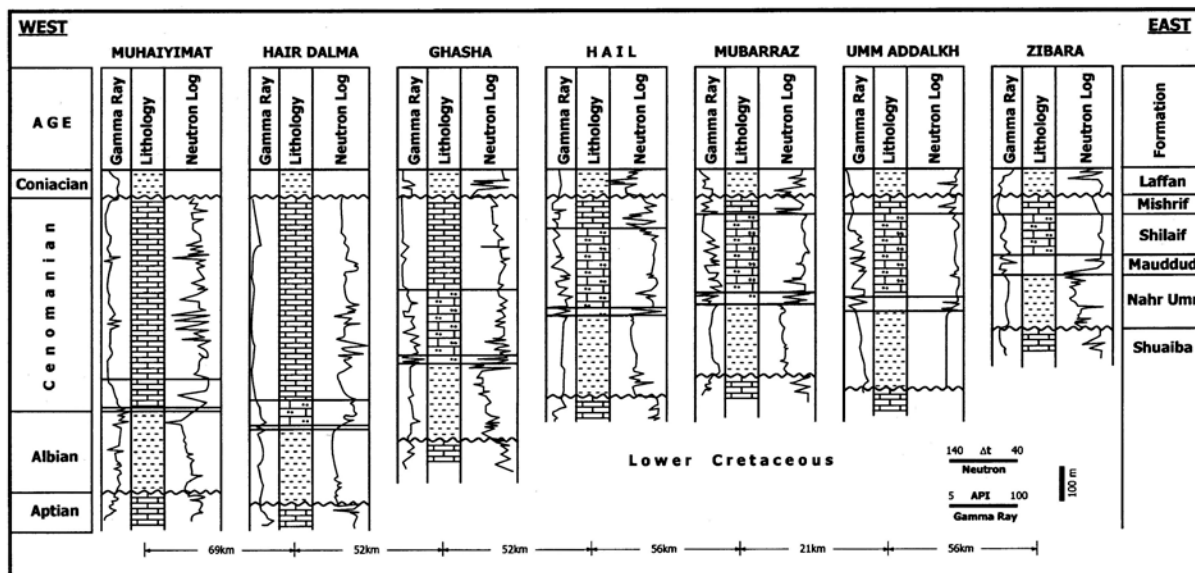 WEST
EAST
MUHAIYIMAT
HAIR DALMA
GHASHA
HAIL
MUBARRAZ
UMM ADDALKH
ZIBARA
AGE
Gamma Ray
Lithology
Neutron Log
Gamma Ray
Lithology
Neutron Log
Gamma Ray
Lithology
Neutron Log
Gamma Ray
Lithology
Neutron Log
Gamma Ray
Lithology
Neutron Log
Gamma Ray
Lithology
Neutron Log
Gamma Ray
Lithology
Neutron Log
Formation
Coniacian
Cenomanian
Albian
Aptian
Laffan
Mishrif
Shilaif
Mauddud
Nahr Umr
Shuaiba
Lower Cretaceous
140 Δt 40
Neutron
5 API 100
Gamma Ray
100 m
69km
52km
52km
56km
21km
56km